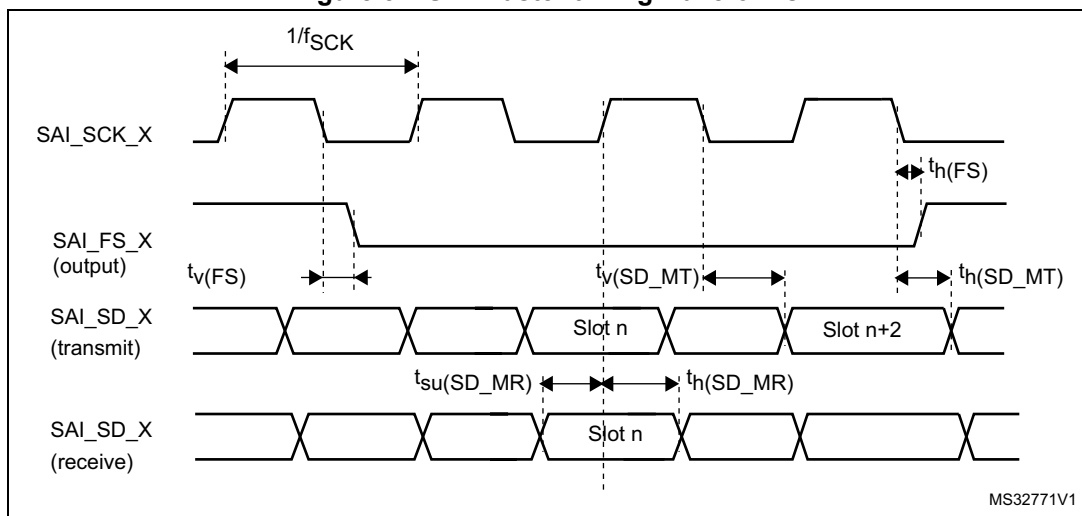 1/fSCK
SAI_SCK_X
th(FS)
SAI_FS_X
(output)
tv(FS)
tv(SD_MT)
th(SD_MT)
SAI_SD_X
(transmit)
Slot n
Slot n+2
tsu(SD_MR)
th(SD_MR)
SAI_SD_X
(receive)
Slot n
MS32771V1